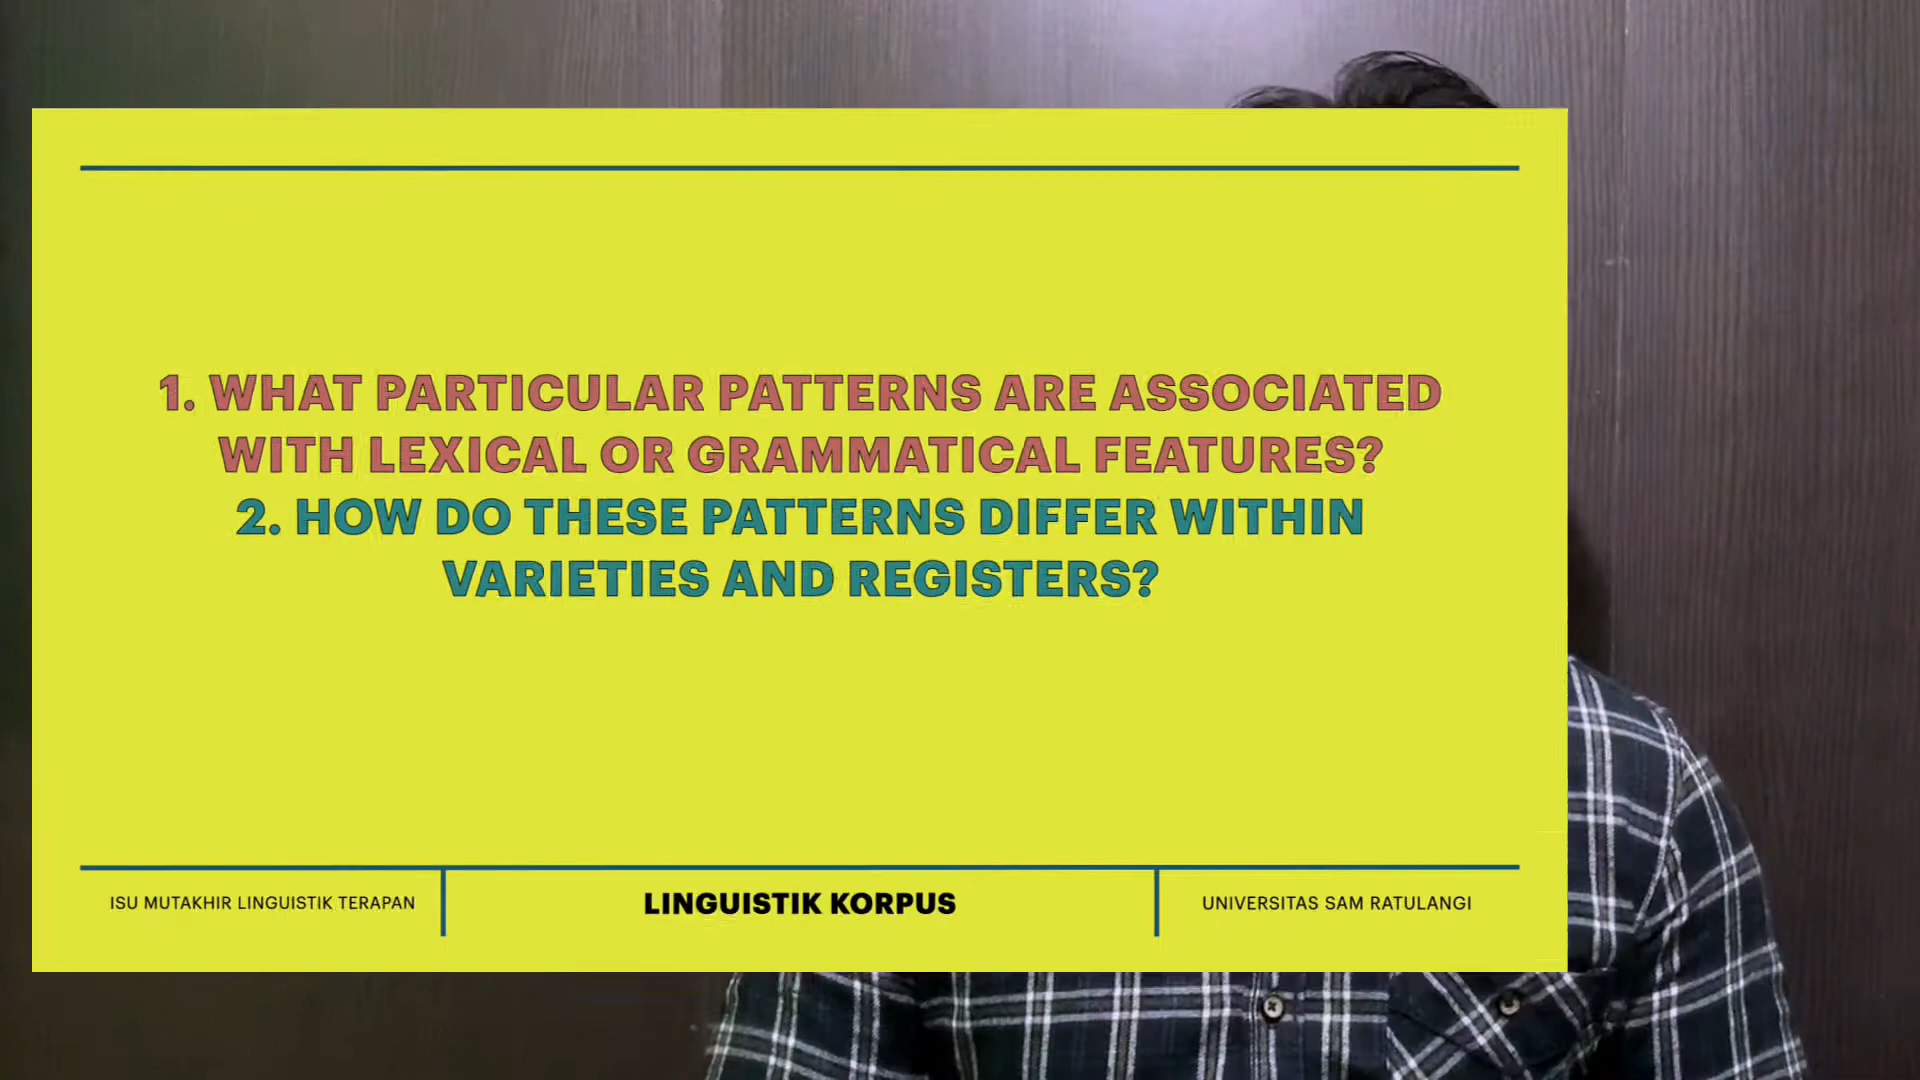 1. WHAT PARTICULAR PATTERNS ARE ASSOCIATED
WITH LEXICAL OR GRAMMATICAL FEATURES?
2. HOW DO THESE PATTERNS DIFFER WITHIN
VARIETIES AND REGISTERS?
ISU MUTAKHIR LINGUISTIK TERAPAN
LINGUISTIK KORPUS
UNIVERSITAS SAM RATULANGI